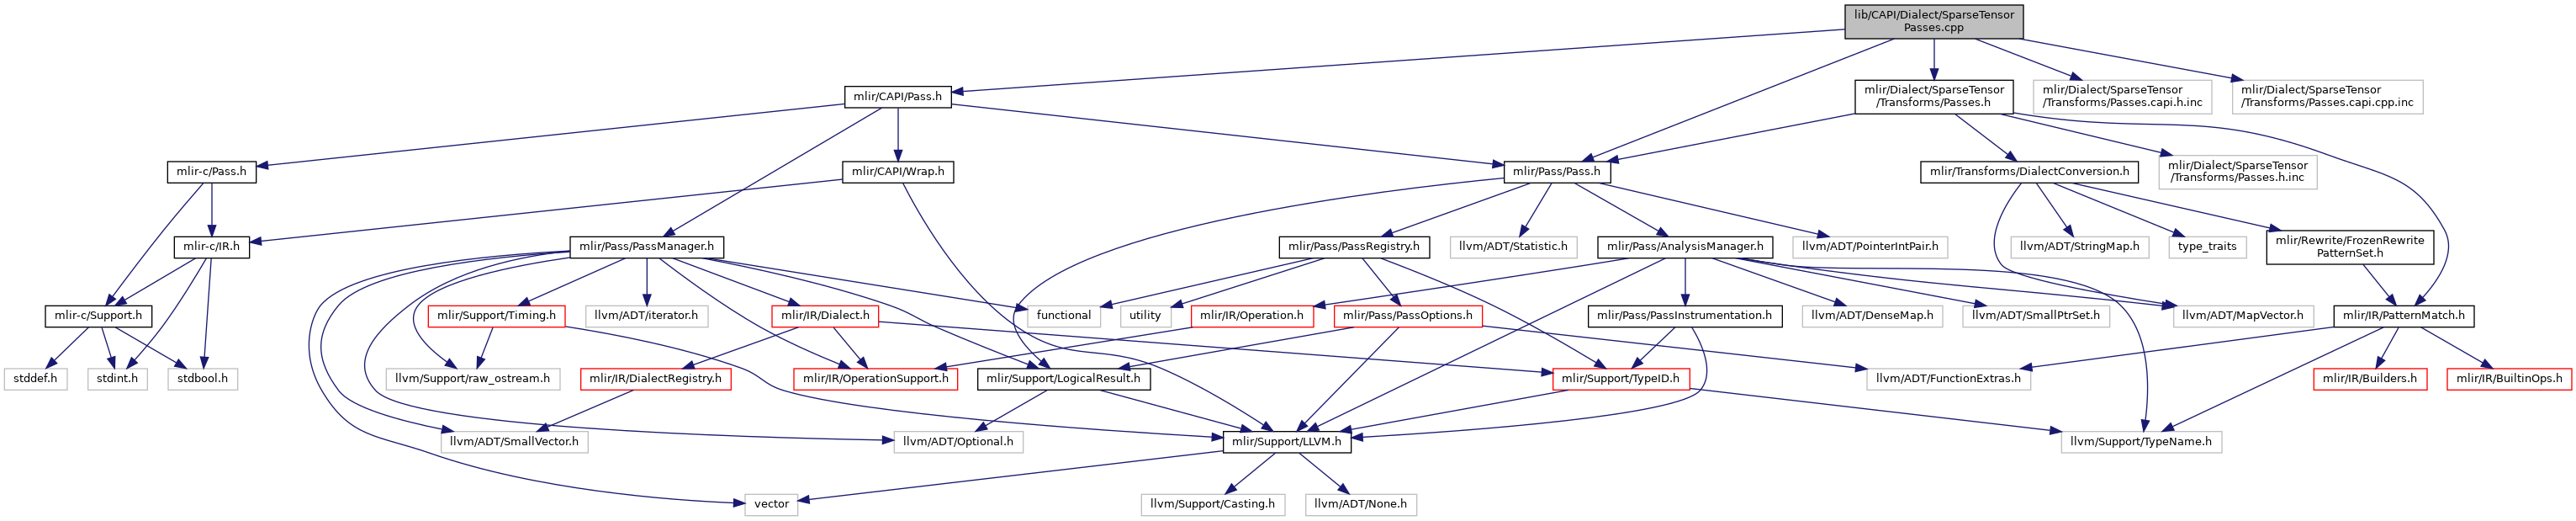 lib/CAPI/Dialect/SparseTensor
Passes.cpp
mlir/CAPI/Pass.h
mlir/Dialect/SparseTensor
/Transforms/Passes.h
mlir/Dialect/SparseTensor
/Transforms/Passes.capi.h.inc
mlir/Dialect/SparseTensor
/Transforms/Passes.capi.cpp.inc
mlir-c/Pass.h
mlir/CAPI/Wrap.h
mlir/Pass/Pass.h
mlir/Transforms/DialectConversion.h
mlir/Dialect/SparseTensor
/Transforms/Passes.h.inc
mlir-c/IR.h
mlir/Pass/PassManager.h
mlir/Pass/PassRegistry.h
llvm/ADT/Statistic.h
mlir/Pass/AnalysisManager.h
llvm/ADT/PointerIntPair.h
llvm/ADT/StringMap.h
type_traits
mlir/Rewrite/FrozenRewrite
PatternSet.h
mlir-c/Support.h
mlir/Support/Timing.h
llvm/ADT/iterator.h
mlir/IR/Dialect.h
functional
utility
mlir/IR/Operation.h
mlir/Pass/PassOptions.h
mlir/Pass/PassInstrumentation.h
llvm/ADT/DenseMap.h
llvm/ADT/SmallPtrSet.h
llvm/ADT/MapVector.h
mlir/IR/PatternMatch.h
stddef.h
stdint.h
stdbool.h
llvm/Support/raw_ostream.h
mlir/IR/DialectRegistry.h
mlir/IR/OperationSupport.h
mlir/Support/LogicalResult.h
mlir/Support/TypeID.h
llvm/ADT/FunctionExtras.h
mlir/IR/Builders.h
mlir/IR/BuiltinOps.h
llvm/ADT/SmallVector.h
llvm/ADT/Optional.h
mlir/Support/LLVM.h
llvm/Support/TypeName.h
vector
llvm/Support/Casting.h
llvm/ADT/None.h